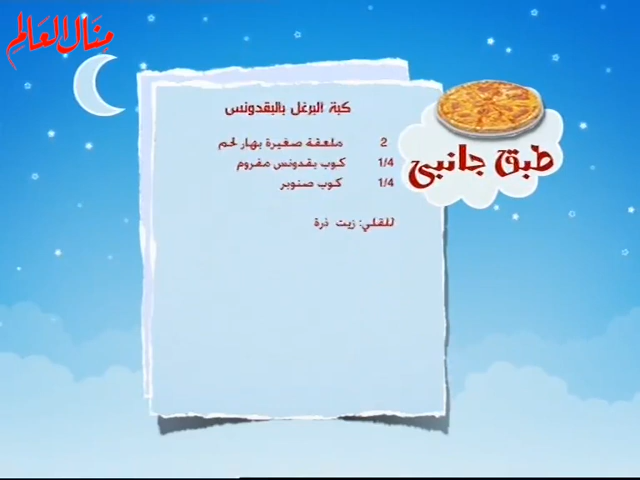 منال العالم
طبق جانبي
كبة البرغل بالبقدونس
2 ملعقة صغيرة بهار لحم
1/4 كوب بقدونس مفروم
1/4 كوب صنوبر
للقلي: زيت ذرة